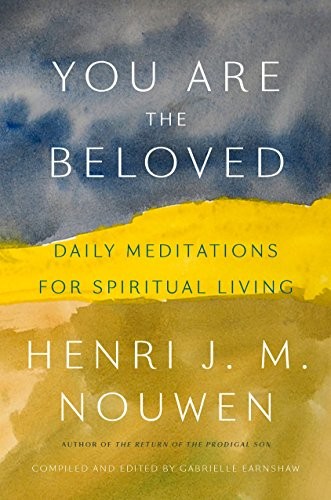 YOU ARE
THE
BELOVED
DAILY MEDITATIONS
FOR SPIRITUAL LIVING
HENRI J. M.
NOUWEN
AUTHOR OF THE RETURN OF THE PRODIGAL SON
COMPILED AND EDITED BY GABRIELLE EARNSHAW